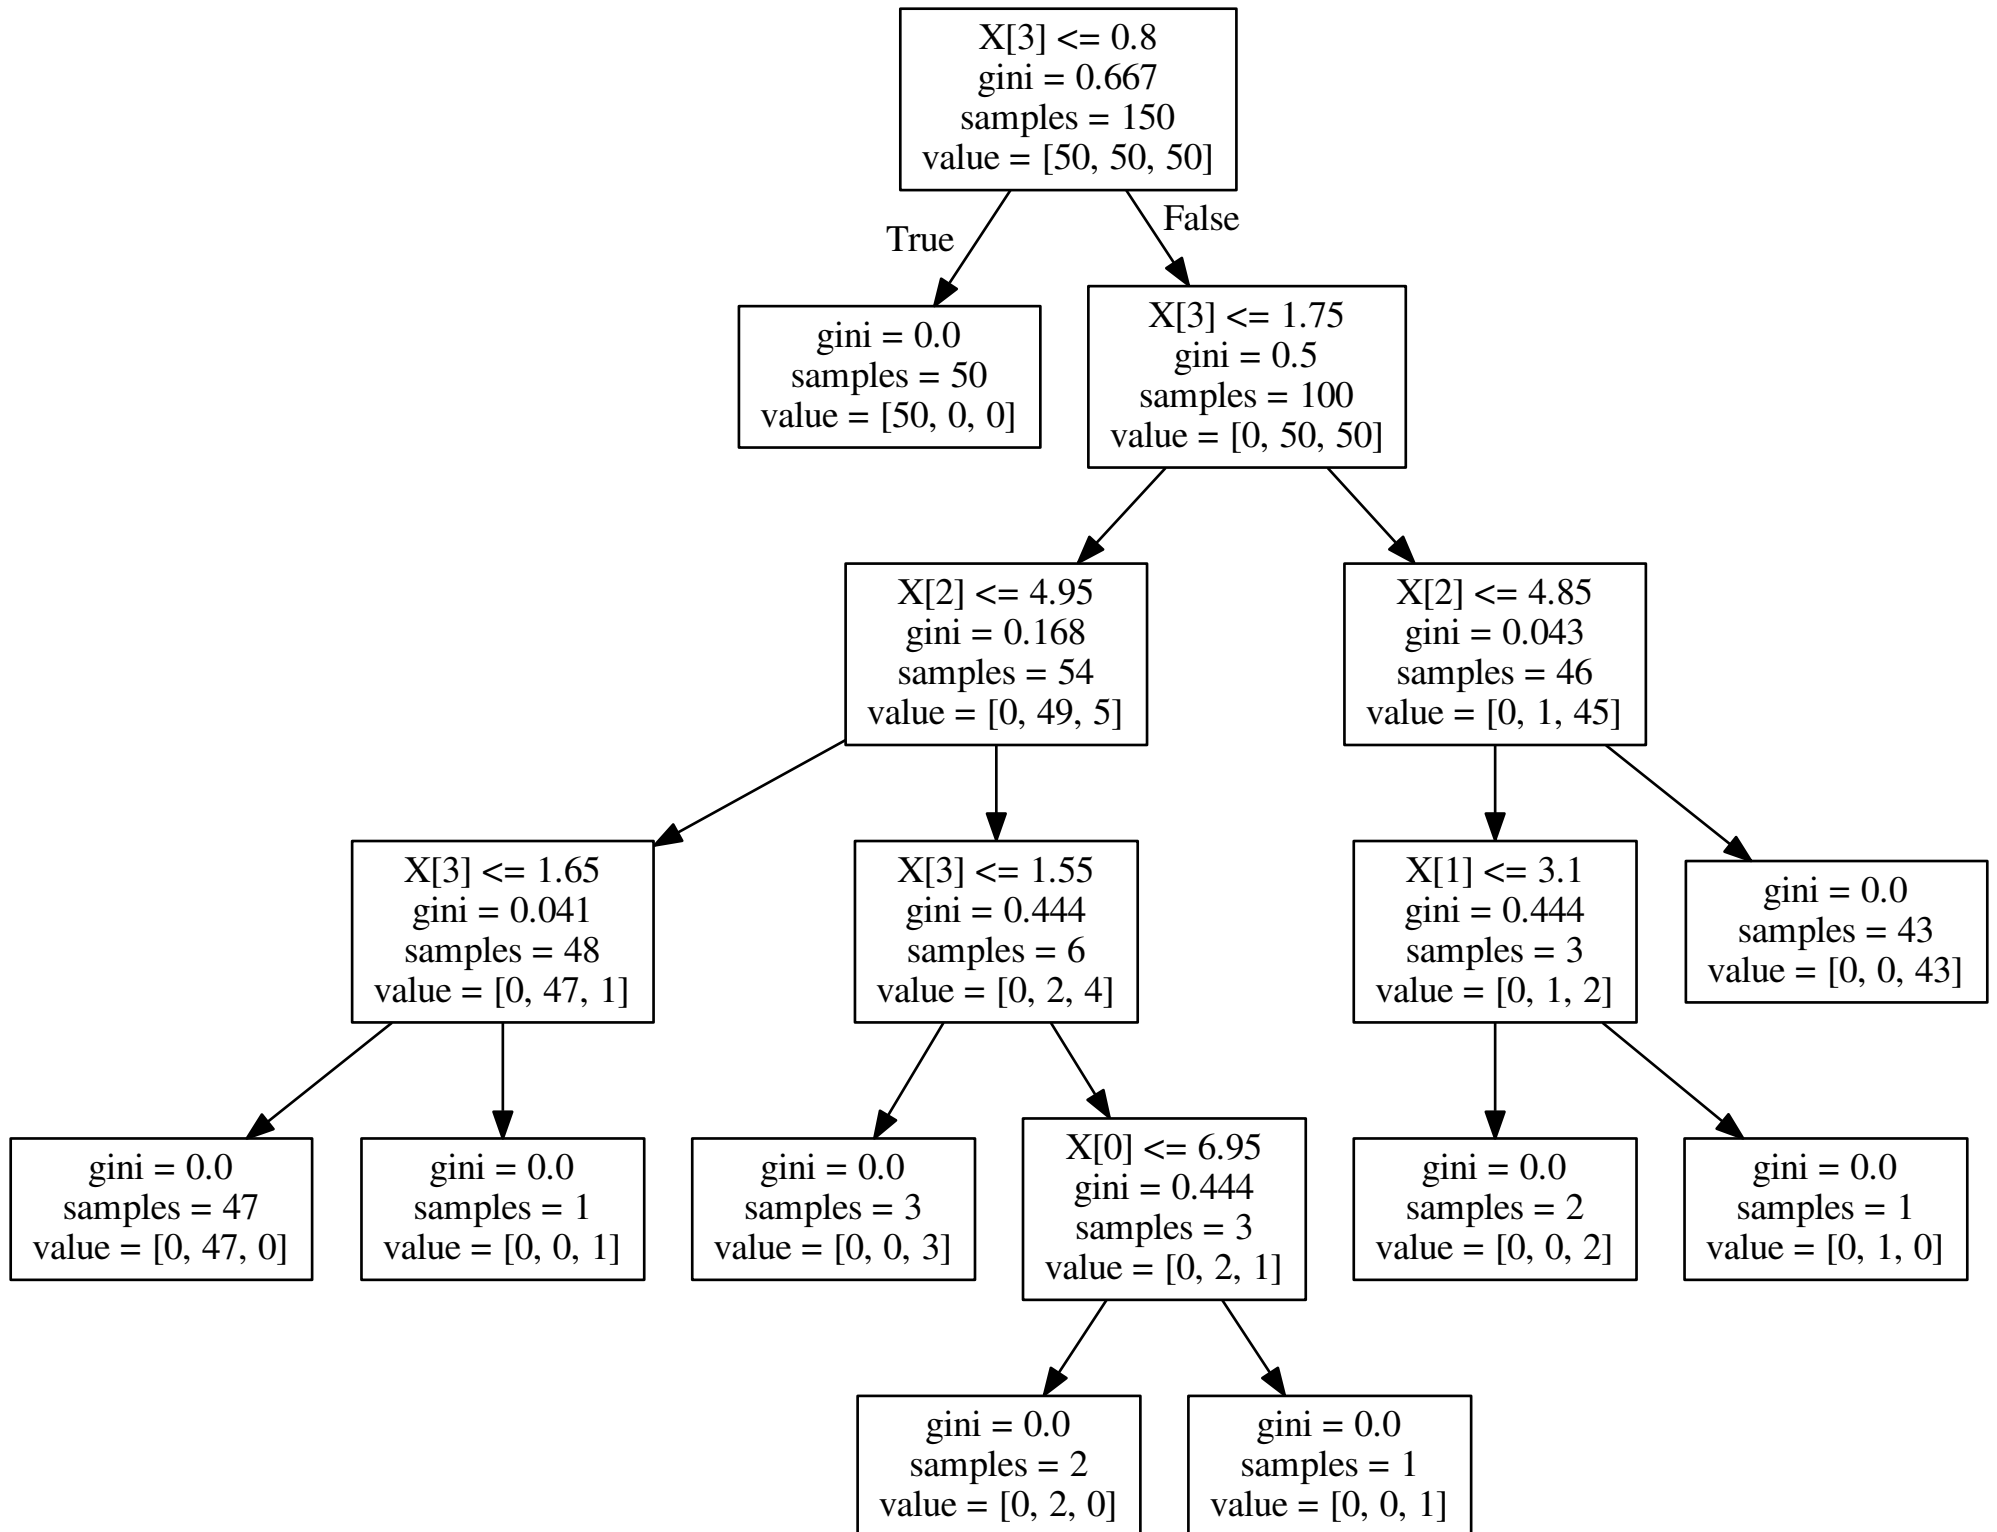 X[3] <= 0.8
gini = 0.667
samples = 150
value = [50, 50, 50]
True
False
gini = 0.0
samples = 50
value = [50, 0, 0]
X[3] <= 1.75
gini = 0.5
samples = 100
value = [0, 50, 50]
X[2] <= 4.95
gini = 0.168
samples = 54
value = [0, 49, 5]
X[2] <= 4.85
gini = 0.043
samples = 46
value = [0, 1, 45]
X[3] <= 1.65
gini = 0.041
samples = 48
value = [0, 47, 1]
X[3] <= 1.55
gini = 0.444
samples = 6
value = [0, 2, 4]
X[1] <= 3.1
gini = 0.444
samples = 3
value = [0, 1, 2]
gini = 0.0
samples = 43
value = [0, 0, 43]
gini = 0.0
samples = 47
value = [0, 47, 0]
gini = 0.0
samples = 1
value = [0, 0, 1]
gini = 0.0
samples = 3
value = [0, 0, 3]
X[0] <= 6.95
gini = 0.444
samples = 3
value = [0, 2, 1]
gini = 0.0
samples = 2
value = [0, 0, 2]
gini = 0.0
samples = 1
value = [0, 1, 0]
gini = 0.0
samples = 2
value = [0, 2, 0]
gini = 0.0
samples = 1
value = [0, 0, 1]